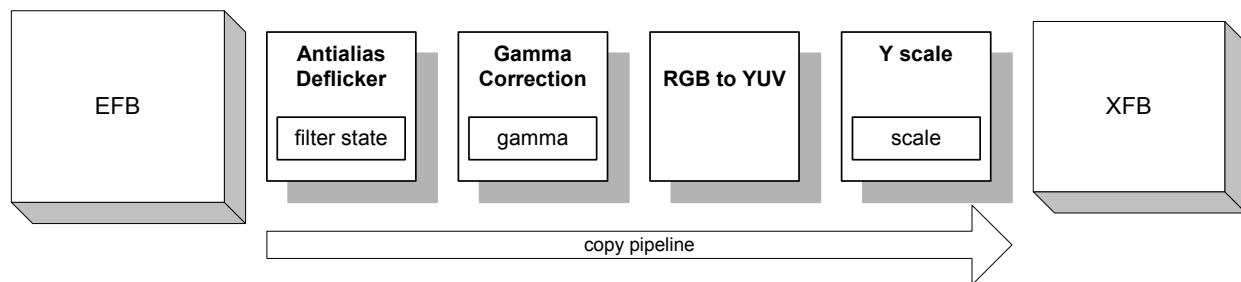 EFB
Antialias
Deflicker
filter state
Gamma
Correction
gamma
RGB to YUV
Y scale
scale
XFB
copy pipeline